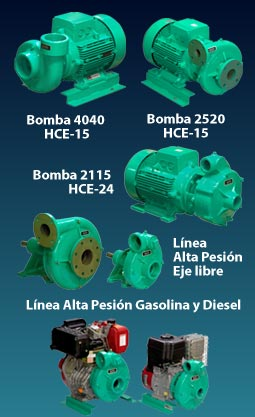 Bomba 4040
HCE-15
Bomba 2520
HCE-15
Bomba 2115
HCE-24
Línea
Alta Pesión
Eje libre
Línea Alta Pesión Gasolina y Diesel